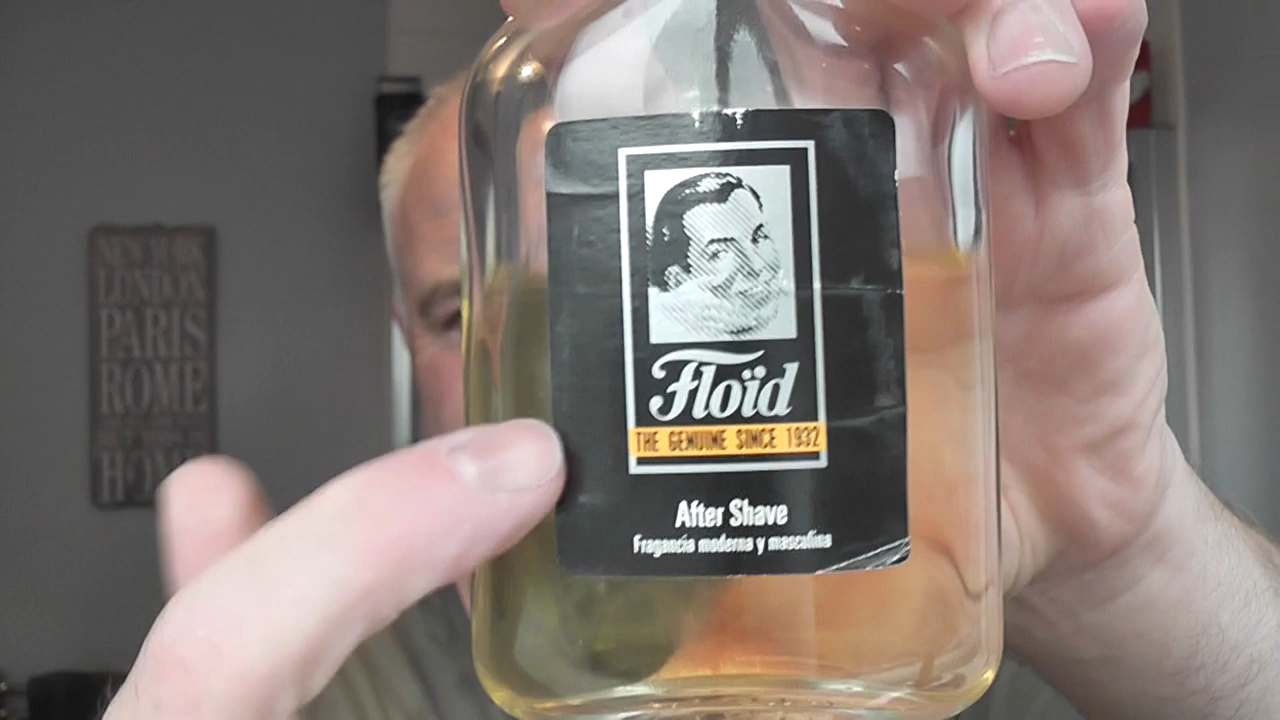 NEW YORK
LONDON
PARIS
ROME
Floïd
THE GENUINE SINCE 1932
After Shave
Fragancia moderna y masculina